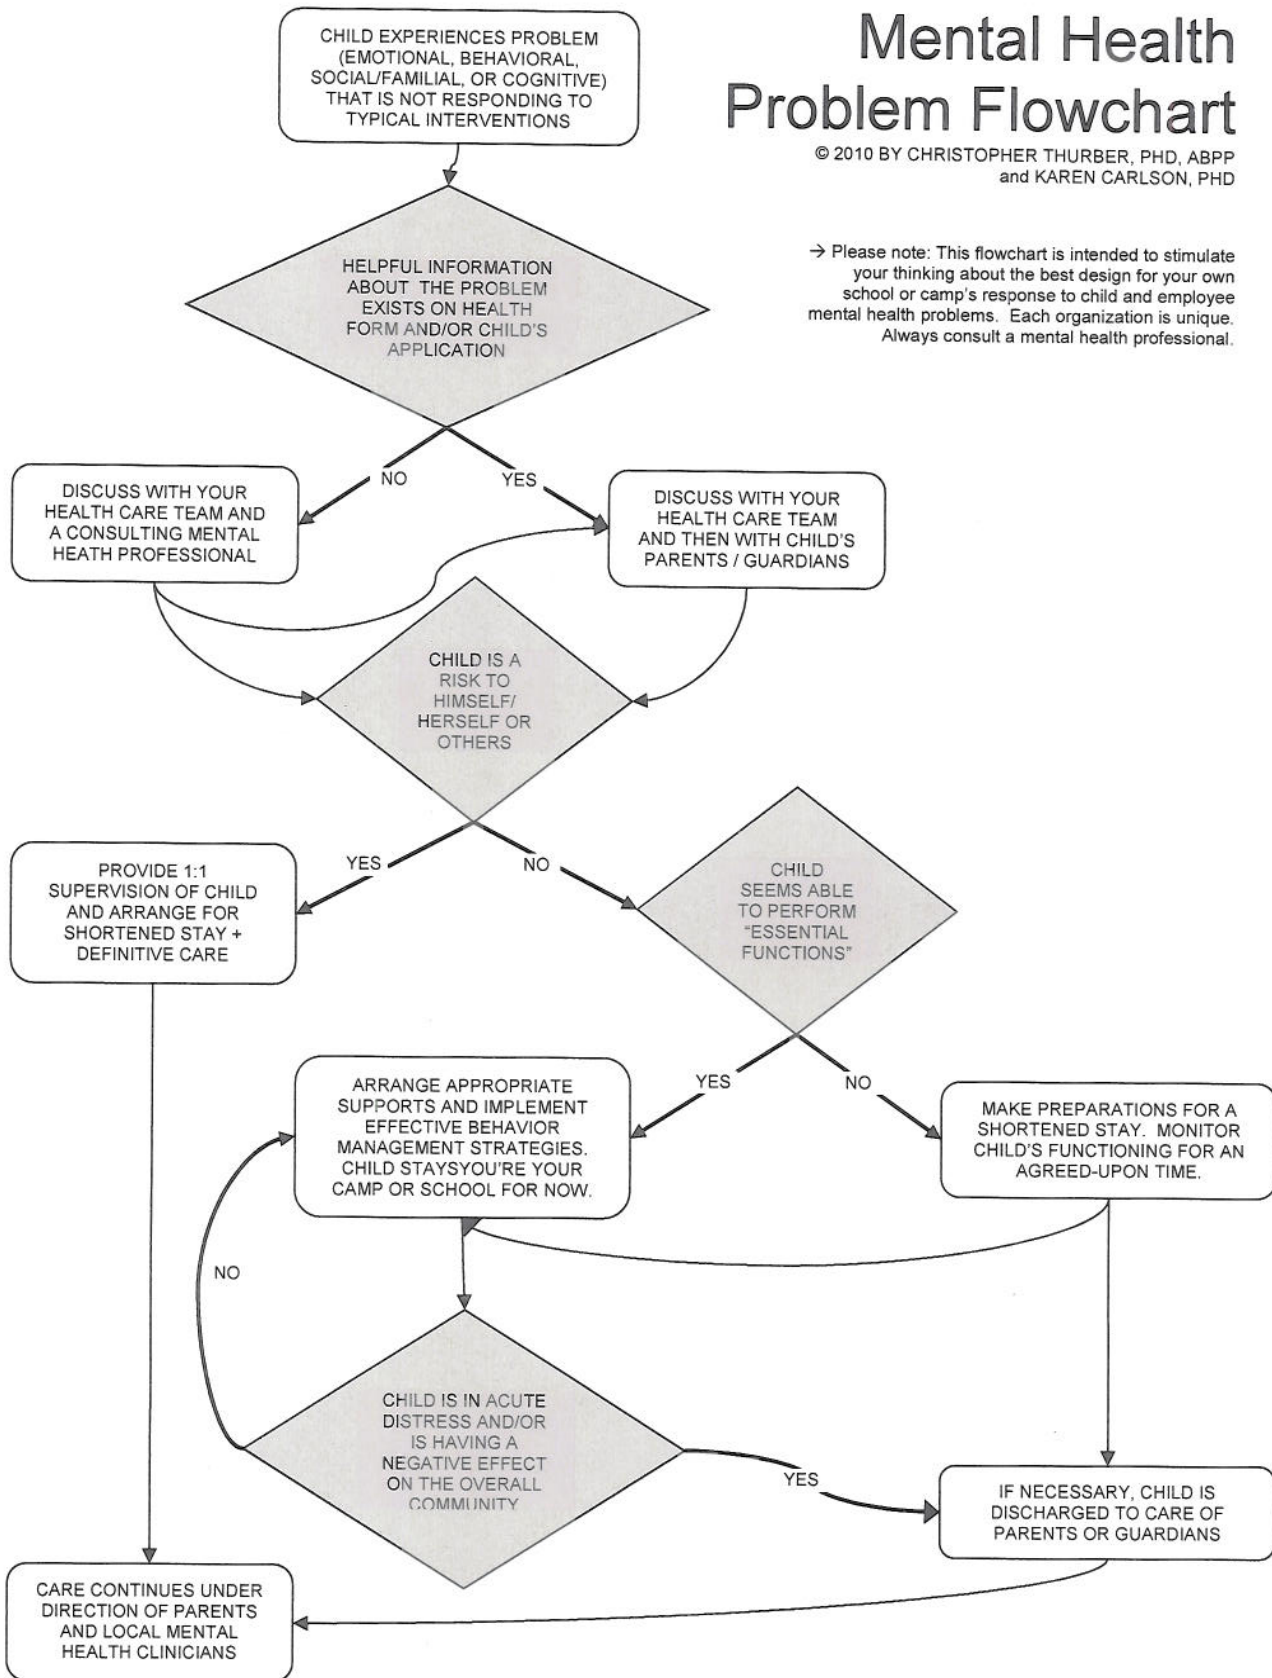 Mental Health
Problem Flowchart
© 2010 BY CHRISTOPHER THURBER, PHD, ABPP
and KAREN CARLSON, PHD
→ Please note: This flowchart is intended to stimulate
your thinking about the best design for your own
school or camp's response to child and employee
mental health problems. Each organization is unique.
Always consult a mental health professional.
CHILD EXPERIENCES PROBLEM
(EMOTIONAL, BEHAVIORAL,
SOCIAL/FAMILIAL, OR COGNITIVE)
THAT IS NOT RESPONDING TO
TYPICAL INTERVENTIONS
HELPFUL INFORMATION
ABOUT THE PROBLEM
EXISTS ON HEALTH
FORM AND/OR CHILD'S
APPLICATION
NO
YES
DISCUSS WITH YOUR
HEALTH CARE TEAM AND
A CONSULTING MENTAL
HEATH PROFESSIONAL
DISCUSS WITH YOUR
HEALTH CARE TEAM
AND THEN WITH CHILD'S
PARENTS / GUARDIANS
CHILD IS A
RISK TO
HIMSELF/
HERSELF OR
OTHERS
YES
NO
PROVIDE 1:1
SUPERVISION OF CHILD
AND ARRANGE FOR
SHORTENED STAY +
DEFINITIVE CARE
CHILD
SEEMS ABLE
TO PERFORM
"ESSENTIAL
FUNCTIONS"
YES
NO
ARRANGE APPROPRIATE
SUPPORTS AND IMPLEMENT
EFFECTIVE BEHAVIOR
MANAGEMENT STRATEGIES.
CHILD STAYSYOU'RE YOUR
CAMP OR SCHOOL FOR NOW.
MAKE PREPARATIONS FOR A
SHORTENED STAY. MONITOR
CHILD'S FUNCTIONING FOR AN
AGREED-UPON TIME.
NO
CHILD IS IN ACUTE
DISTRESS AND/OR
IS HAVING A
NEGATIVE EFFECT
ON THE OVERALL
COMMUNITY
YES
IF NECESSARY, CHILD IS
DISCHARGED TO CARE OF
PARENTS OR GUARDIANS
CARE CONTINUES UNDER
DIRECTION OF PARENTS
AND LOCAL MENTAL
HEALTH CLINICIANS